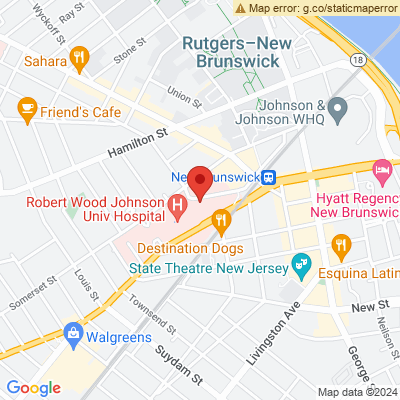 Map error: g.co/staticmaperror
Wyckoff St
Ray St
Stone St
Rutgers–New
Brunswick
Sahara
18
Union St
Johnson &
Johnson WHQ
Friend's Cafe
Hamilton St
New Brunswick
Hyatt Regency
New Brunswick
Robert Wood Johnson
Univ Hospital
H
Destination Dogs
State Theatre New Jersey
Esquina Latin
Somerset St
Louis St
Townsend St
New St
Livingston Ave
Neilson St
Walgreens
Suydam St
George
Google
Map data ©2024